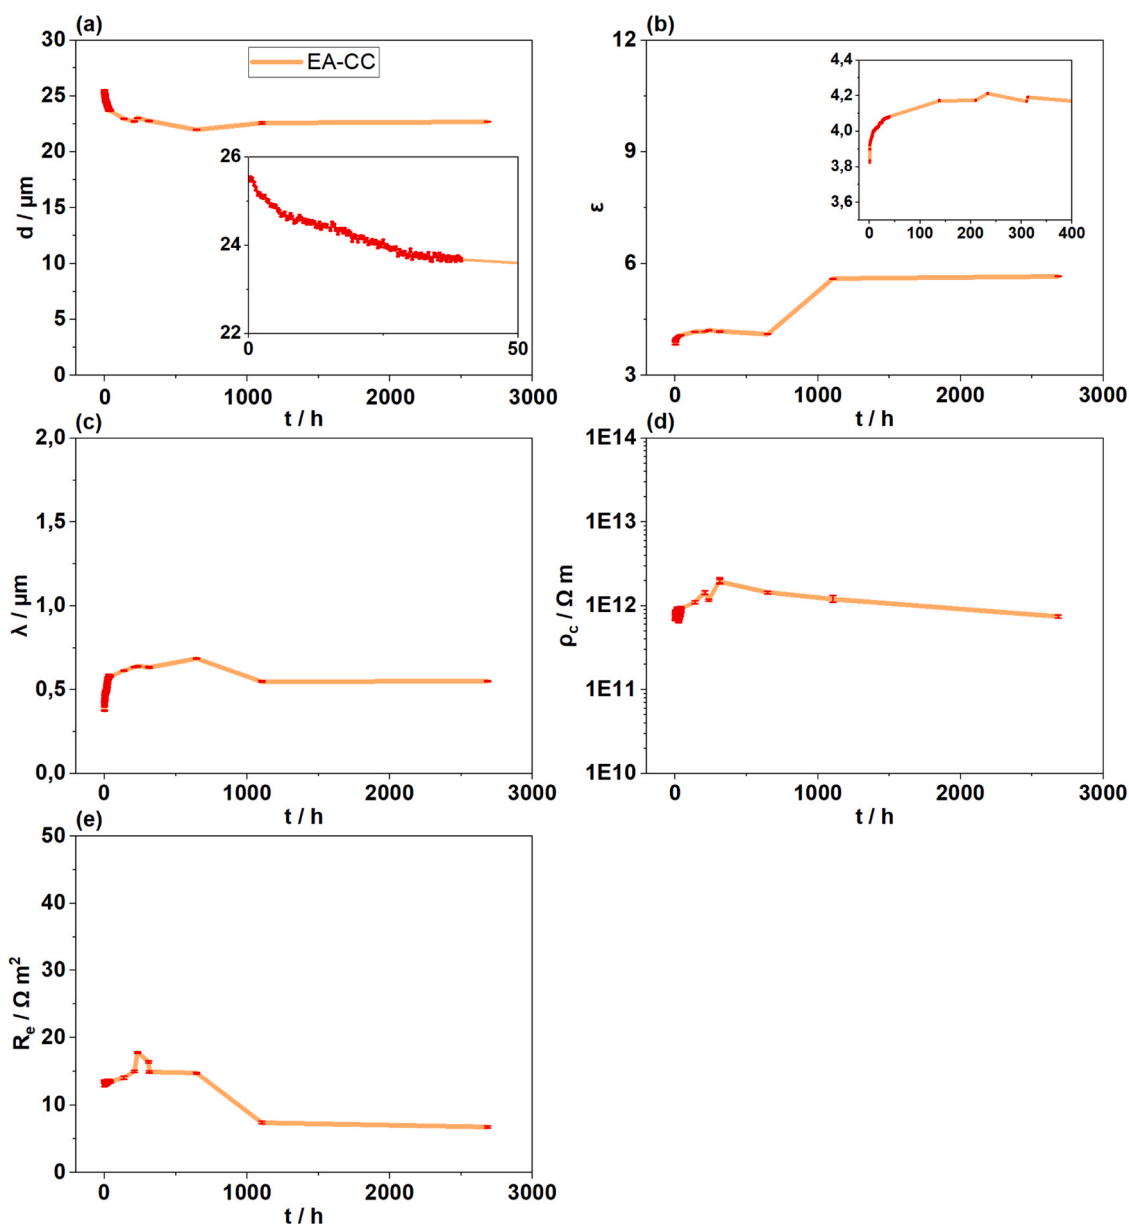 (a)
30
25
20
15
10
5
0
d / µm
EA-CC
26
24
22
0
50
0
1000
2000
3000
t / h
(b)
12
9
6
3
ε
4,4
4,2
4,0
3,8
3,6
0
100
200
300
400
0
1000
2000
3000
t / h
(c)
2,0
1,5
1,0
0,5
0,0
λ / µm
0
1000
2000
3000
t / h
(d)
1E14
1E13
1E12
1E11
1E10
ρc / Ω m
0
1000
2000
3000
t / h
(e)
50
40
30
20
10
0
Re / Ω m²
0
1000
2000
3000
t / h